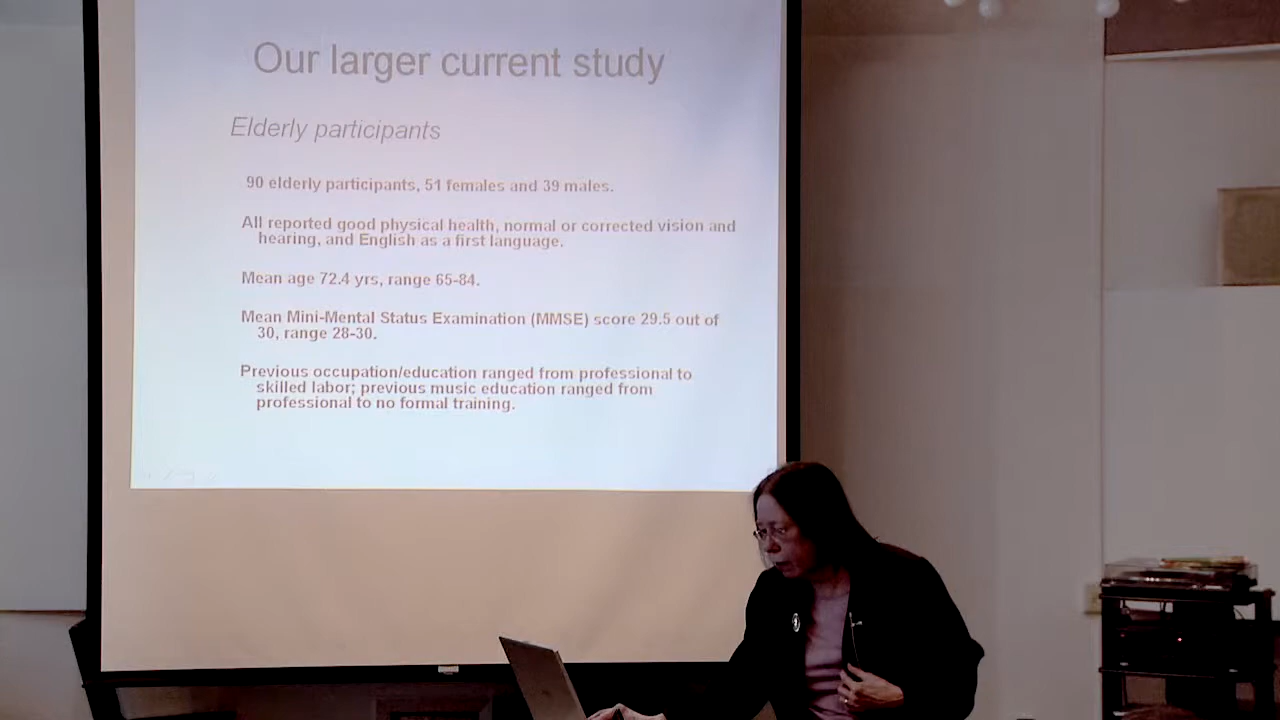 Our larger current study
Elderly participants
90 elderly participants, 51 females and 39 males.
All reported good physical health, normal or corrected vision and
hearing, and English as a first language.
Mean age 72.4 yrs, range 65-84.
Mean Mini-Mental Status Examination (MMSE) score 29.5 out of
30, range 28-30.
Previous occupation/education ranged from professional to
skilled labor; previous music education ranged from
professional to no formal training.